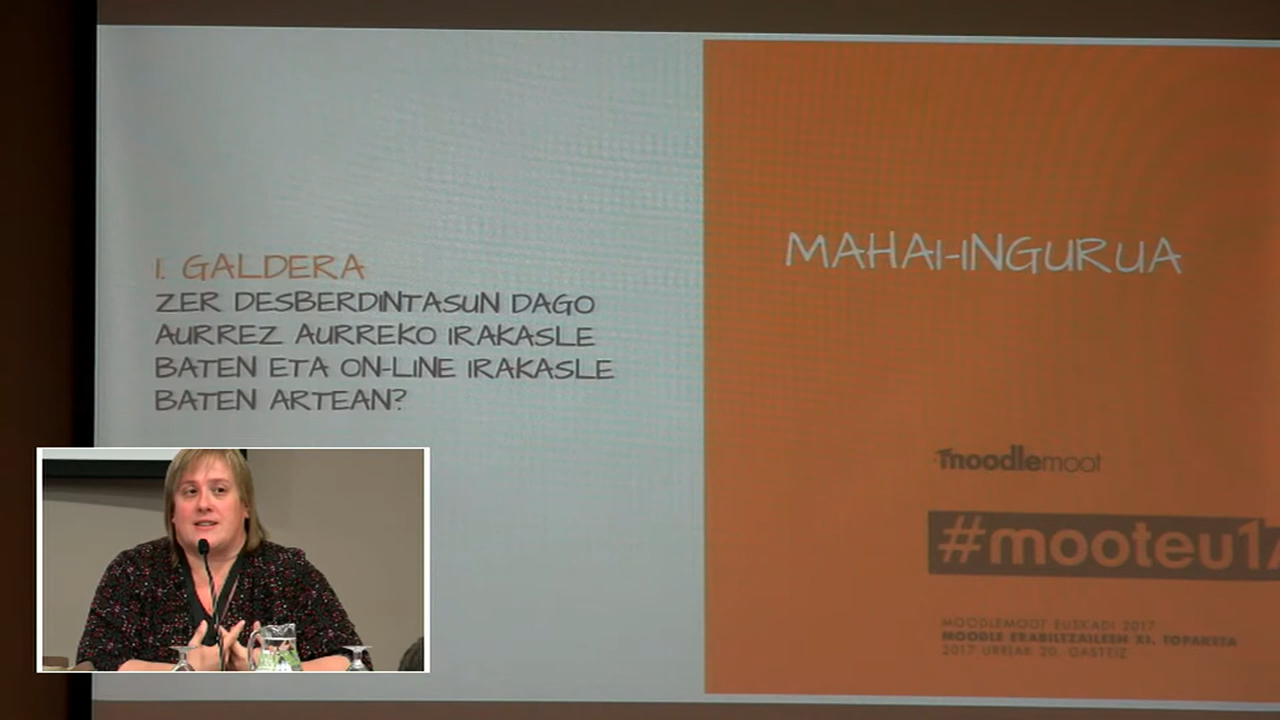 1. GALDERA
ZER DESBERDINTASUN DAGO
AURREZ AURREKO IRAKASLE
BATEN ETA ON-LINE IRAKASLE
BATEN ARTEAN?
MAHAI-INGURUA
moodlemoot
#mooteu17
MOODLEMOOT EUSKADI 2017
MOODLE ERABILTZAILEEN XI. TOPAKETA
2017 URRIAK 20. GASTEIZ